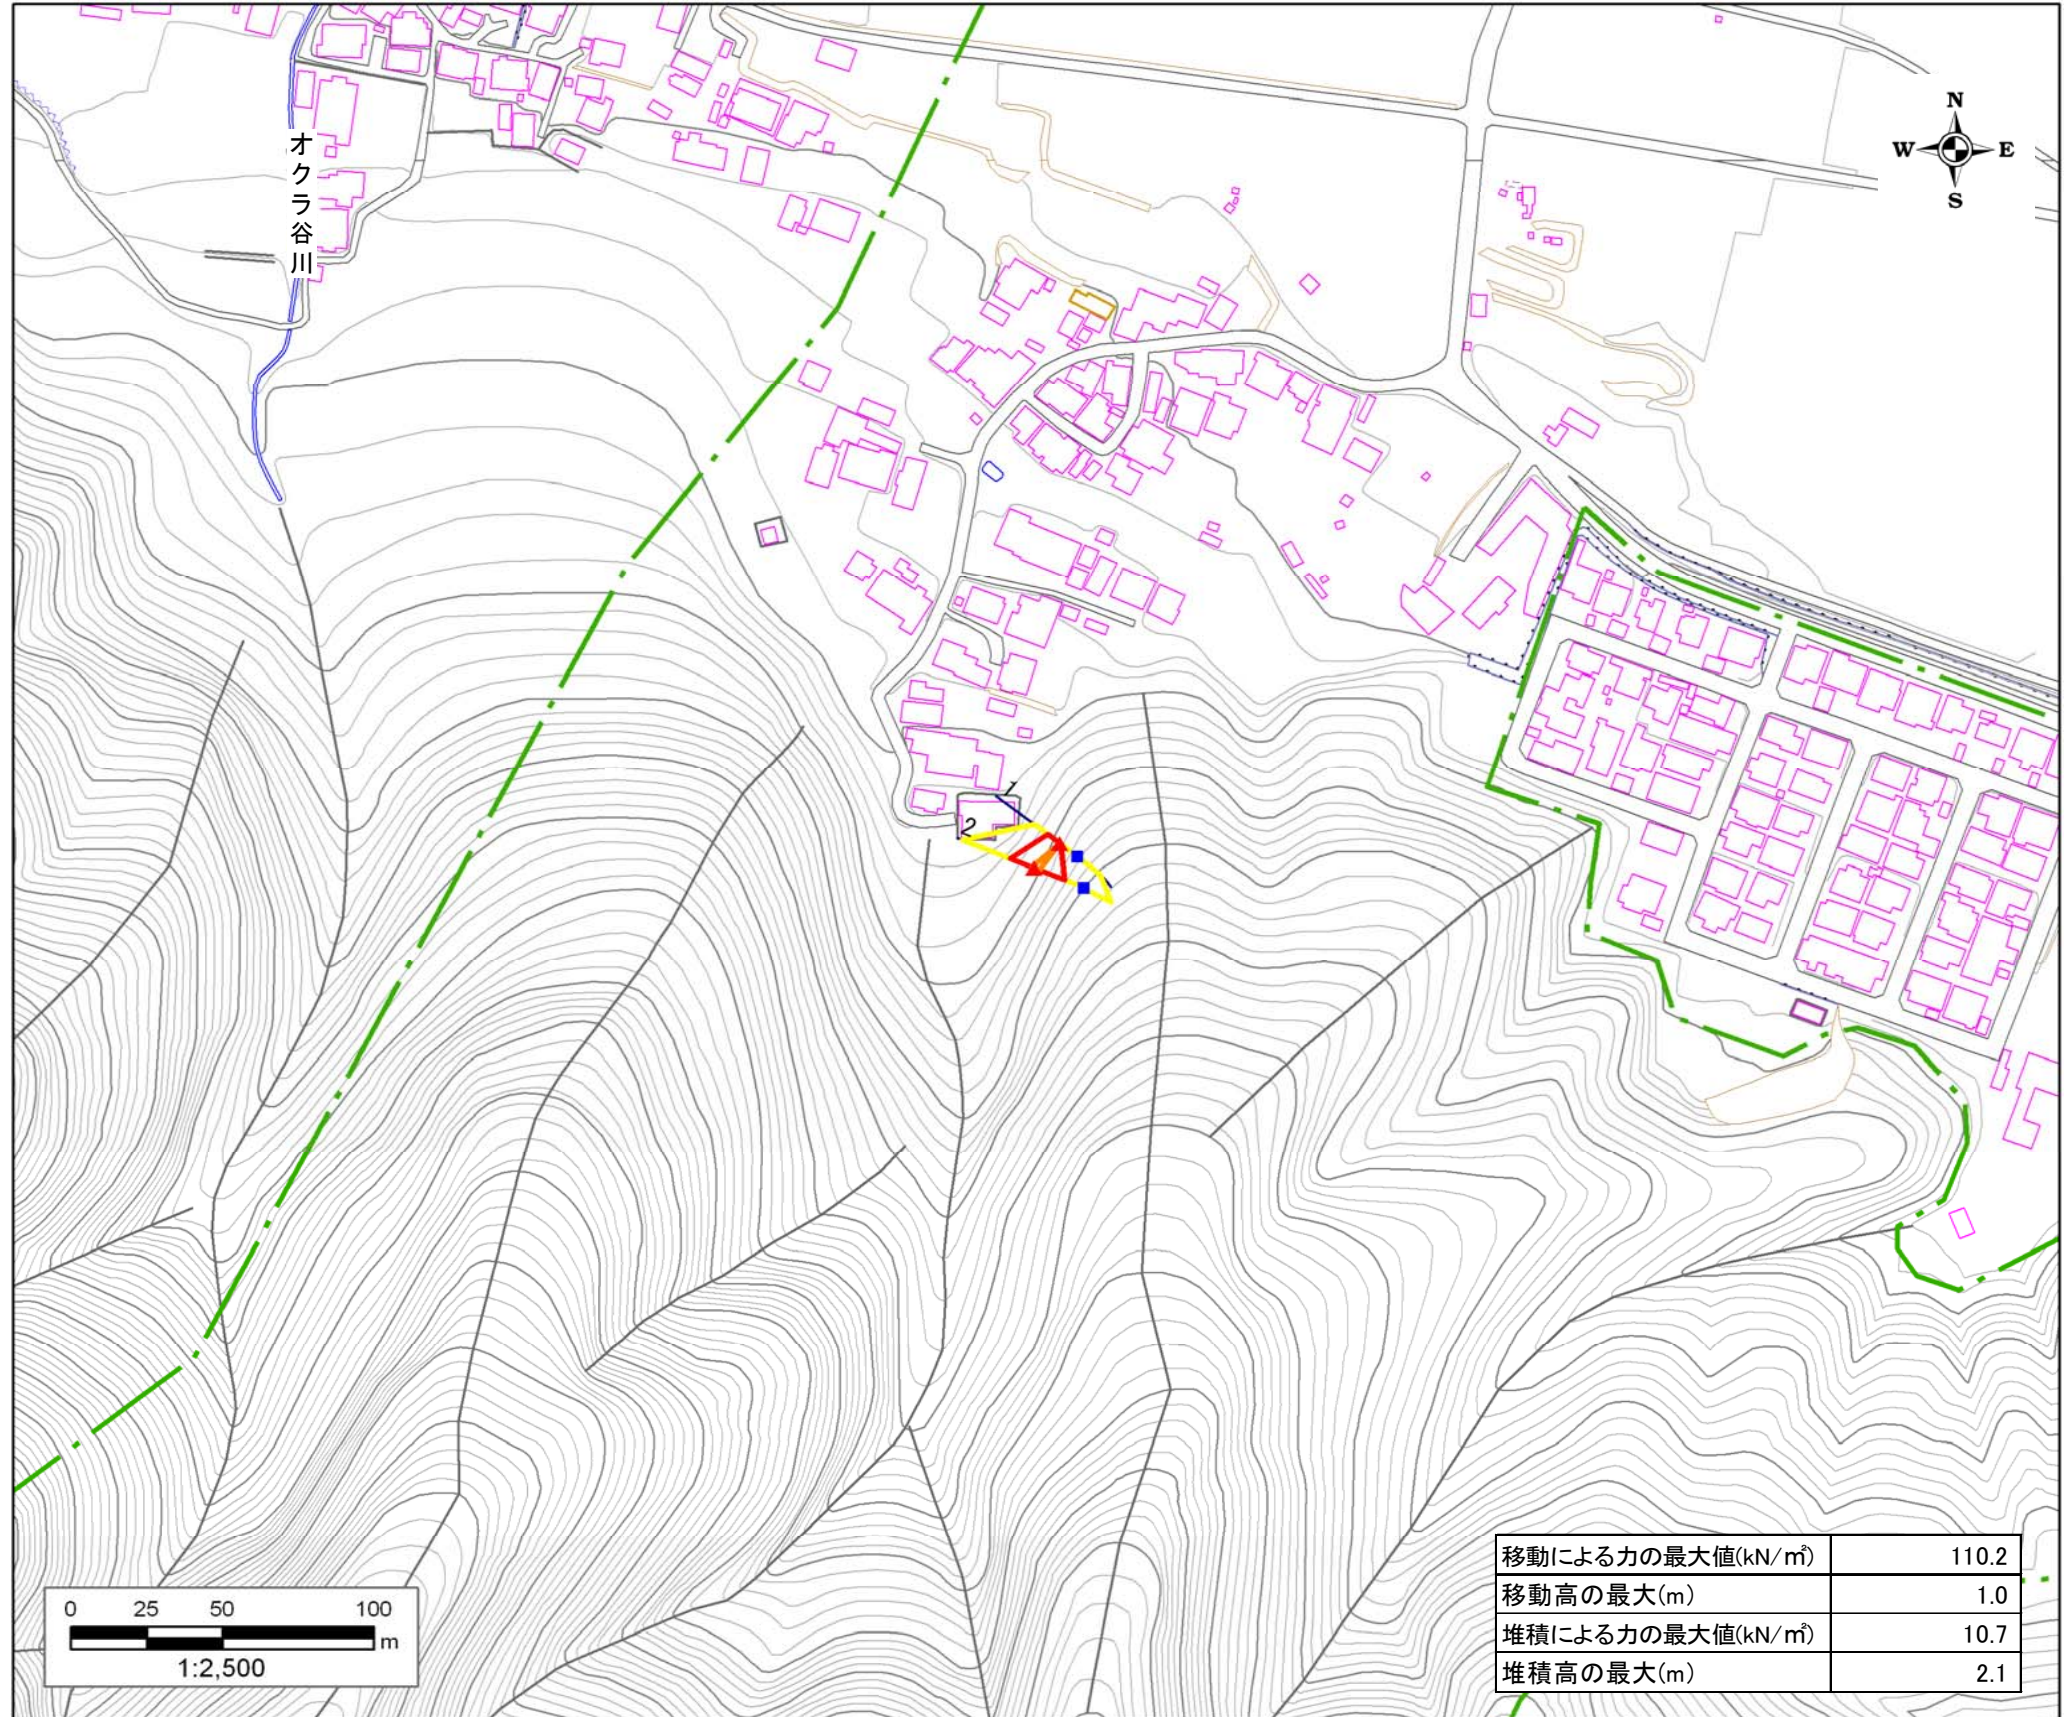 N
W E
S
オクラ谷川
1
2
移動による力の最大値(kN/㎡) 110.2
移動高の最大(m) 1.0
堆積による力の最大値(kN/㎡) 10.7
堆積高の最大(m) 2.1
0 25 50 100
m
1:2,500